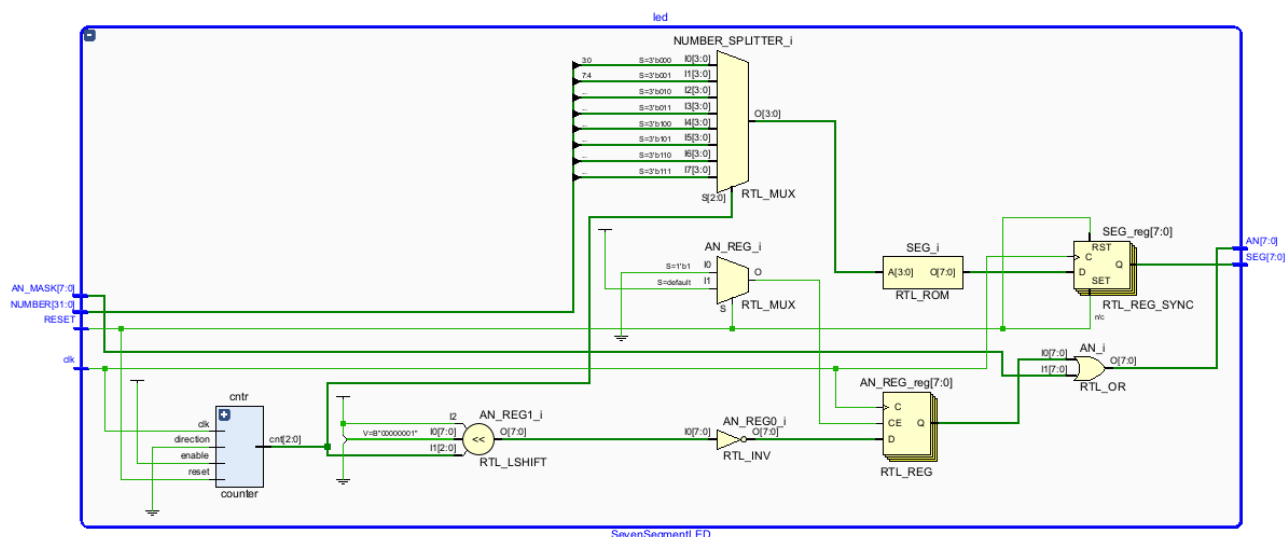 led
NUMBER_SPLITTER_i
3:0 S=3'b000 I0[3:0]
7:4 S=3'b001 I1[3:0]
... S=3'b010 I2[3:0]
... S=3'b011 I3[3:0]
... S=3'b100 I4[3:0]
... S=3'b101 I5[3:0]
... S=3'b110 I6[3:0]
... S=3'b111 I7[3:0]
O[3:0]
S[2:0]
RTL_MUX
AN_REG_i
S=1'b1 I0
S=default I1
O
S
RTL_MUX
SEG_i
A[3:0] O[7:0]
RTL_ROM
SEG_reg[7:0]
RST
C
D
Q
SET
n/c
RTL_REG_SYNC
AN[7:0]
SEG[7:0]
AN_MASK[7:0]
NUMBER[31:0]
RESET
clk
AN_i
I0[7:0]
I1[7:0]
O[7:0]
RTL_OR
AN_REG_reg[7:0]
C
CE
D
Q
RTL_REG
cntr
clk
direction
enable
reset
cnt[2:0]
counter
AN_REG1_i
I2
V=B"00000001" I0[7:0]
I1[2:0]
<<
O[7:0]
RTL_LSHIFT
AN_REG0_i
I0[7:0] O[7:0]
RTL_INV
SevenSegmentLED